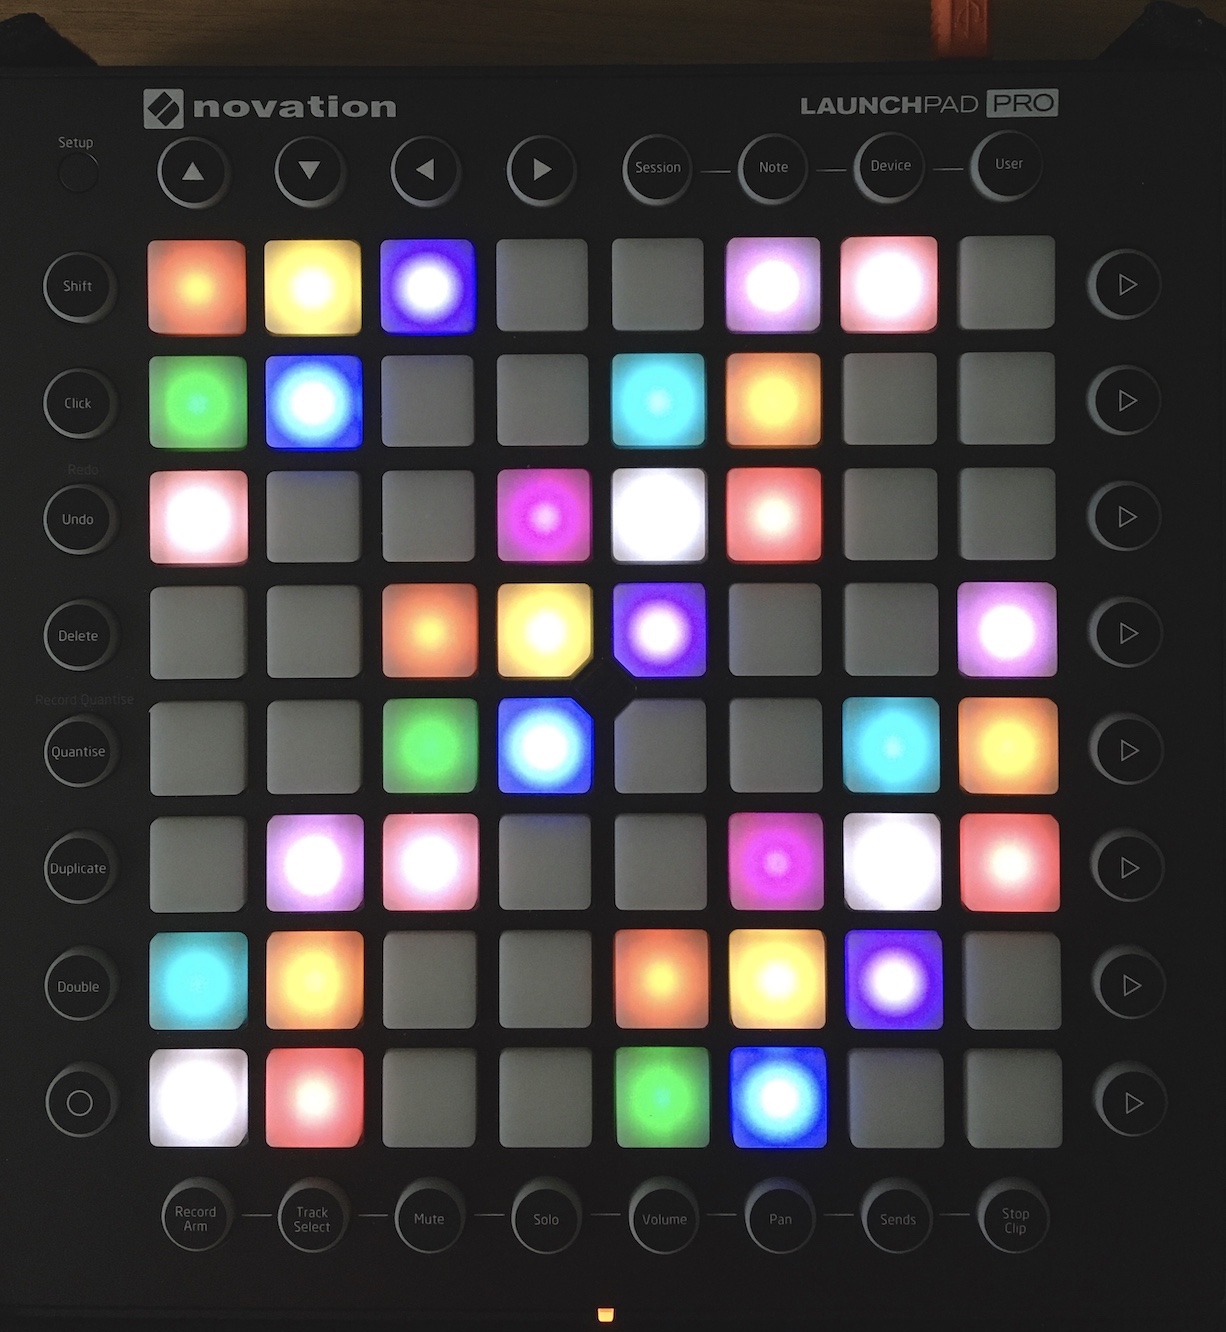 novation
LAUNCHPAD PRO
Setup
Session
Note
Device
User
Shift
Click
Redo
Undo
Delete
Record Quantise
Quantise
Duplicate
Double
Record
Arm
Track
Select
Mute
Solo
Volume
Pan
Sends
Stop
Clip